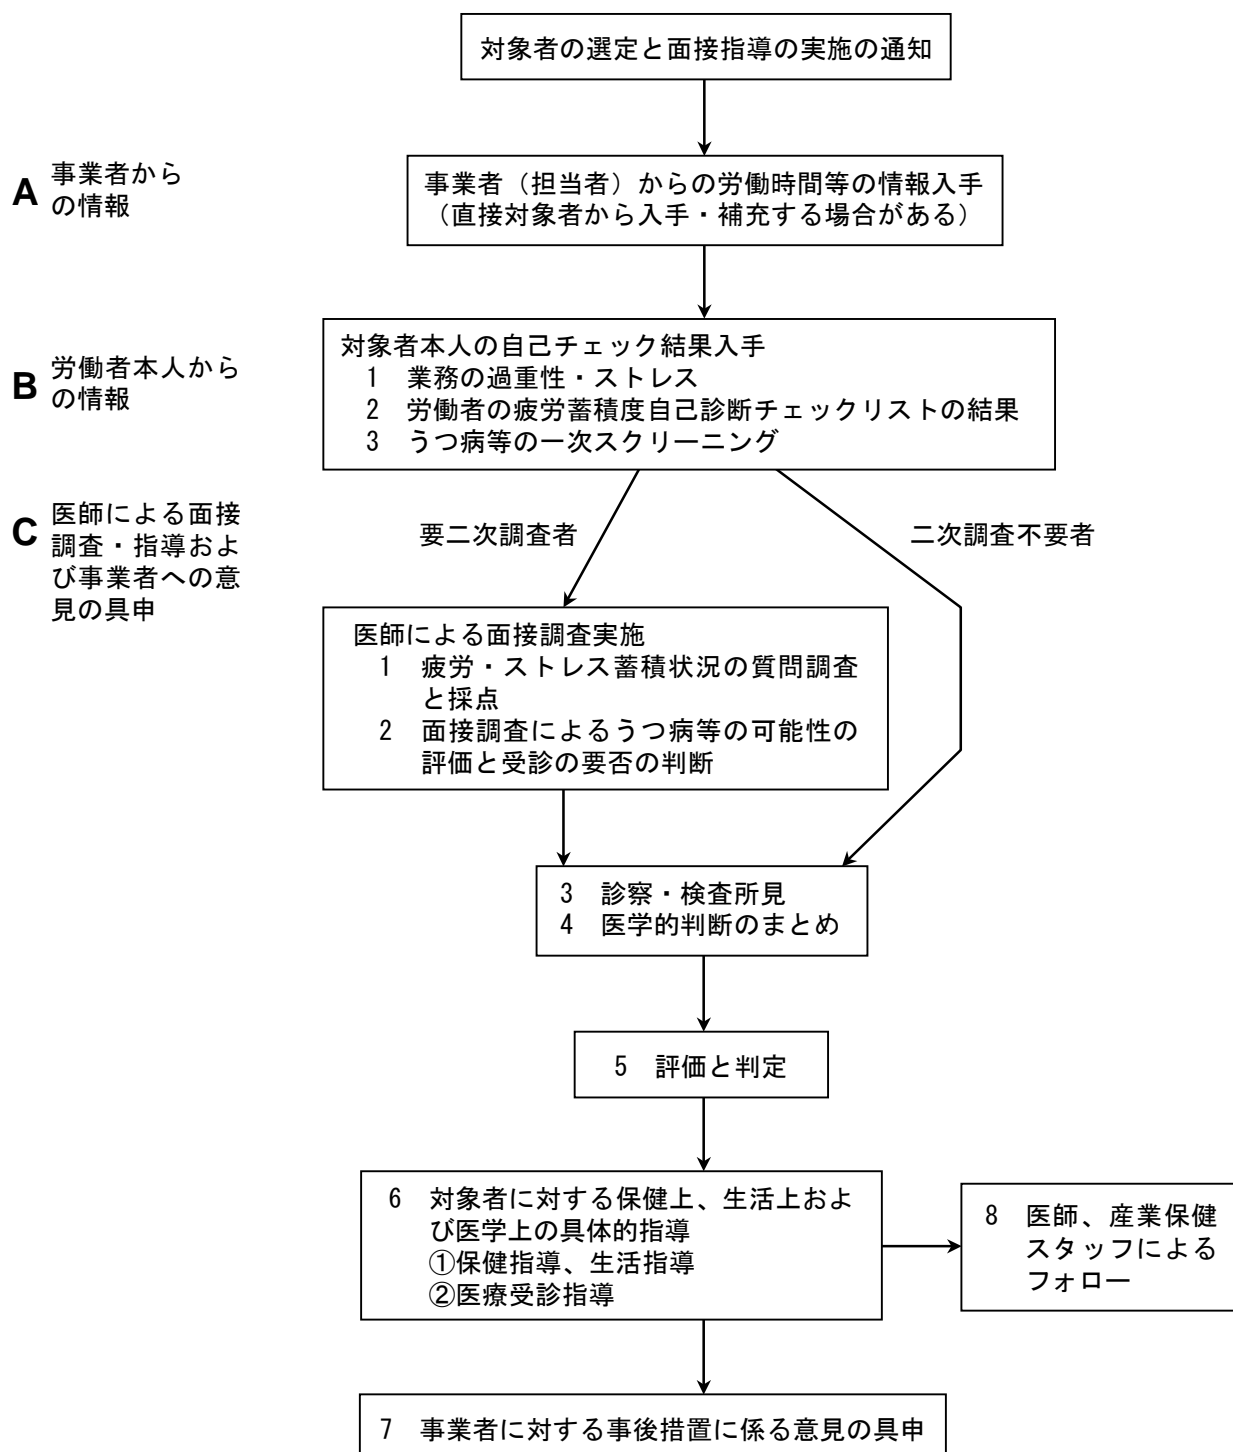 対象者の選定と面接指導の実施の通知
A 事業者から
の情報
事業者（担当者）からの労働時間等の情報入手
（直接対象者から入手・補充する場合がある）
B 労働者本人から
の情報
対象者本人の自己チェック結果入手
1 業務の過重性・ストレス
2 労働者の疲労蓄積度自己診断チェックリストの結果
3 うつ病等の一次スクリーニング
C 医師による面接
調査・指導およ
び事業者への意
見の具申
要二次調査者
二次調査不要者
医師による面接調査実施
1 疲労・ストレス蓄積状況の質問調査
と採点
2 面接調査によるうつ病等の可能性の
評価と受診の要否の判断
3 診察・検査所見
4 医学的判断のまとめ
5 評価と判定
6 対象者に対する保健上、生活上およ
び医学上の具体的指導
①保健指導、生活指導
②医療受診指導
8 医師、産業保健
スタッフによる
フォロー
7 事業者に対する事後措置に係る意見の具申